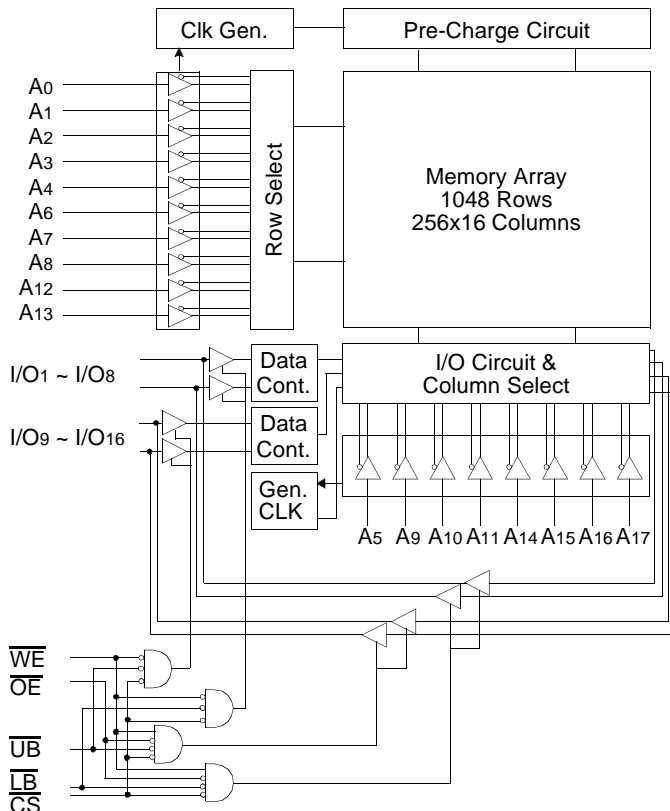 Clk Gen.
Pre-Charge Circuit
A0
A1
A2
A3
A4
A6
A7
A8
A12
A13
Row Select
Memory Array
1048 Rows
256x16 Columns
I/O1 ~ I/O8
Data
Cont.
I/O Circuit &
Column Select
I/O9 ~ I/O16
Data
Cont.
Gen.
CLK
A5 A9 A10 A11 A14 A15 A16 A17
WE
OE
UB
LB
CS